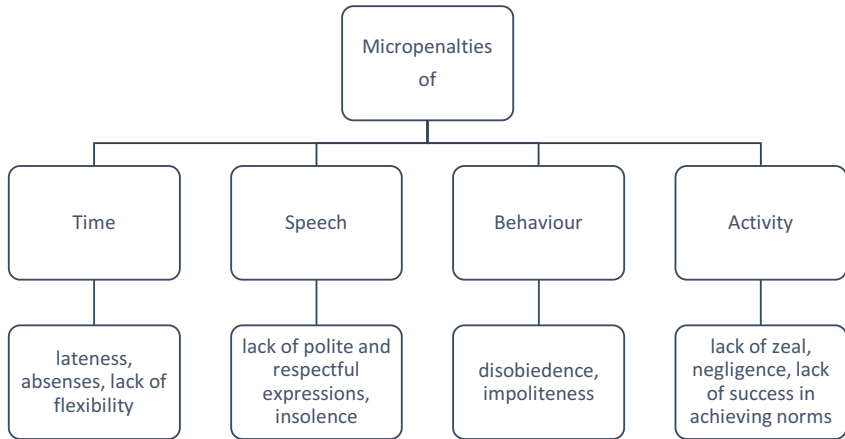 Micropenalties
of
Time
Speech
Behaviour
Activity
lateness,
absenses, lack of
flexibility
lack of polite and
respectful
expressions,
insolence
disobiedence,
impoliteness
lack of zeal,
negligence, lack
of success in
achieving norms